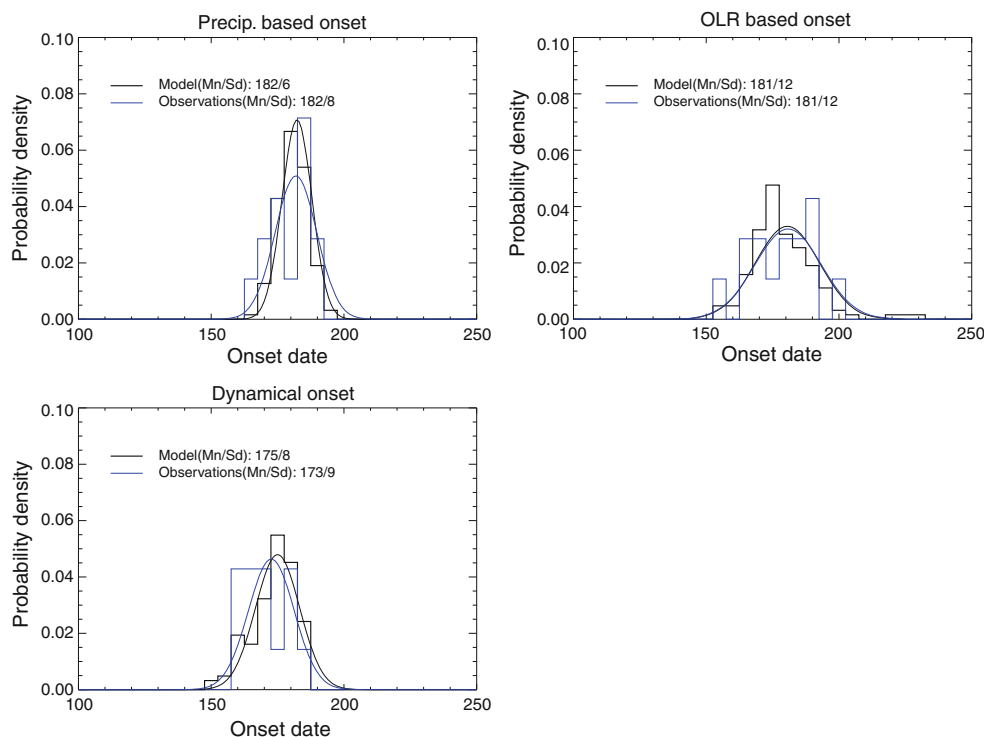 Precip. based onset
0.10
0.08
0.06
0.04
0.02
0.00
Probability density
Model(Mn/Sd): 182/6
Observations(Mn/Sd): 182/8
100 150 200 250
Onset date
OLR based onset
0.10
0.08
0.06
0.04
0.02
0.00
Probability density
Model(Mn/Sd): 181/12
Observations(Mn/Sd): 181/12
100 150 200 250
Onset date
Dynamical onset
0.10
0.08
0.06
0.04
0.02
0.00
Probability density
Model(Mn/Sd): 175/8
Observations(Mn/Sd): 173/9
100 150 200 250
Onset date